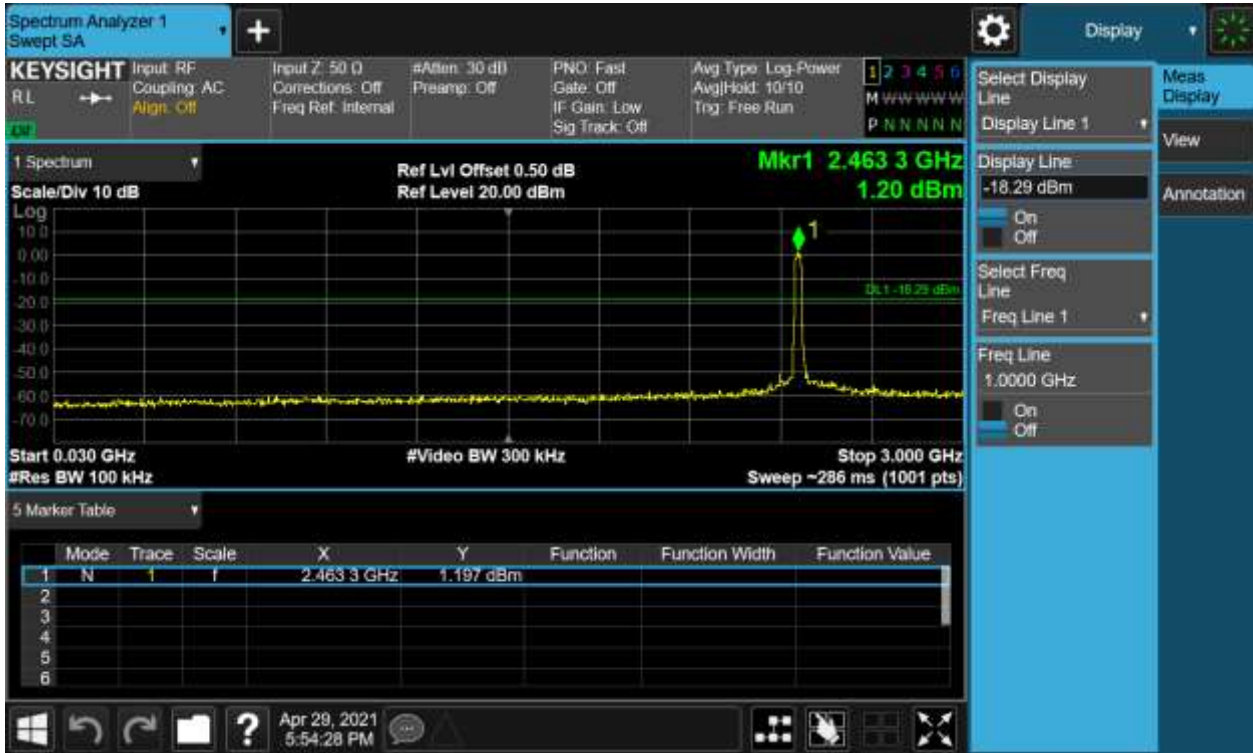 Spectrum Analyzer 1
Swept SA
+
Display
KEYSIGHT
RL
Input: RF
Coupling: AC
Align: Off
Input Z: 50 Ω
Corrections: Off
Freq Ref: Internal
#Atten: 30 dB
Preamp: Off
PNO: Fast
Gate: Off
IF Gain: Low
Sig Track: Off
Avg Type: Log-Power
Avg|Hold: 10/10
Trig: Free Run
1 2 3 4 5 6
M W W W W W
P N N N N N
1 Spectrum
Scale/Div 10 dB
Ref Lvl Offset 0.50 dB
Ref Level 20.00 dBm
Mkr1 2.463 3 GHz
1.20 dBm
Log
10.0
0.00
-10.0
-20.0
-30.0
-40.0
-50.0
-60.0
-70.0
1
DL1 -18.29 dBm
Start 0.030 GHz
#Res BW 100 kHz
#Video BW 300 kHz
Stop 3.000 GHz
Sweep ~286 ms (1001 pts)
5 Marker Table
Mode Trace Scale X Y Function Function Width Function Value
1 N 1 f 2.463 3 GHz 1.197 dBm
2
3
4
5
6
?
Apr 29, 2021
5:54:28 PM
Select Display
Line
Display Line 1
Display Line
-18.29 dBm
On
Off
Select Freq
Line
Freq Line 1
Freq Line
1.0000 GHz
On
Off
Meas
Display
View
Annotation